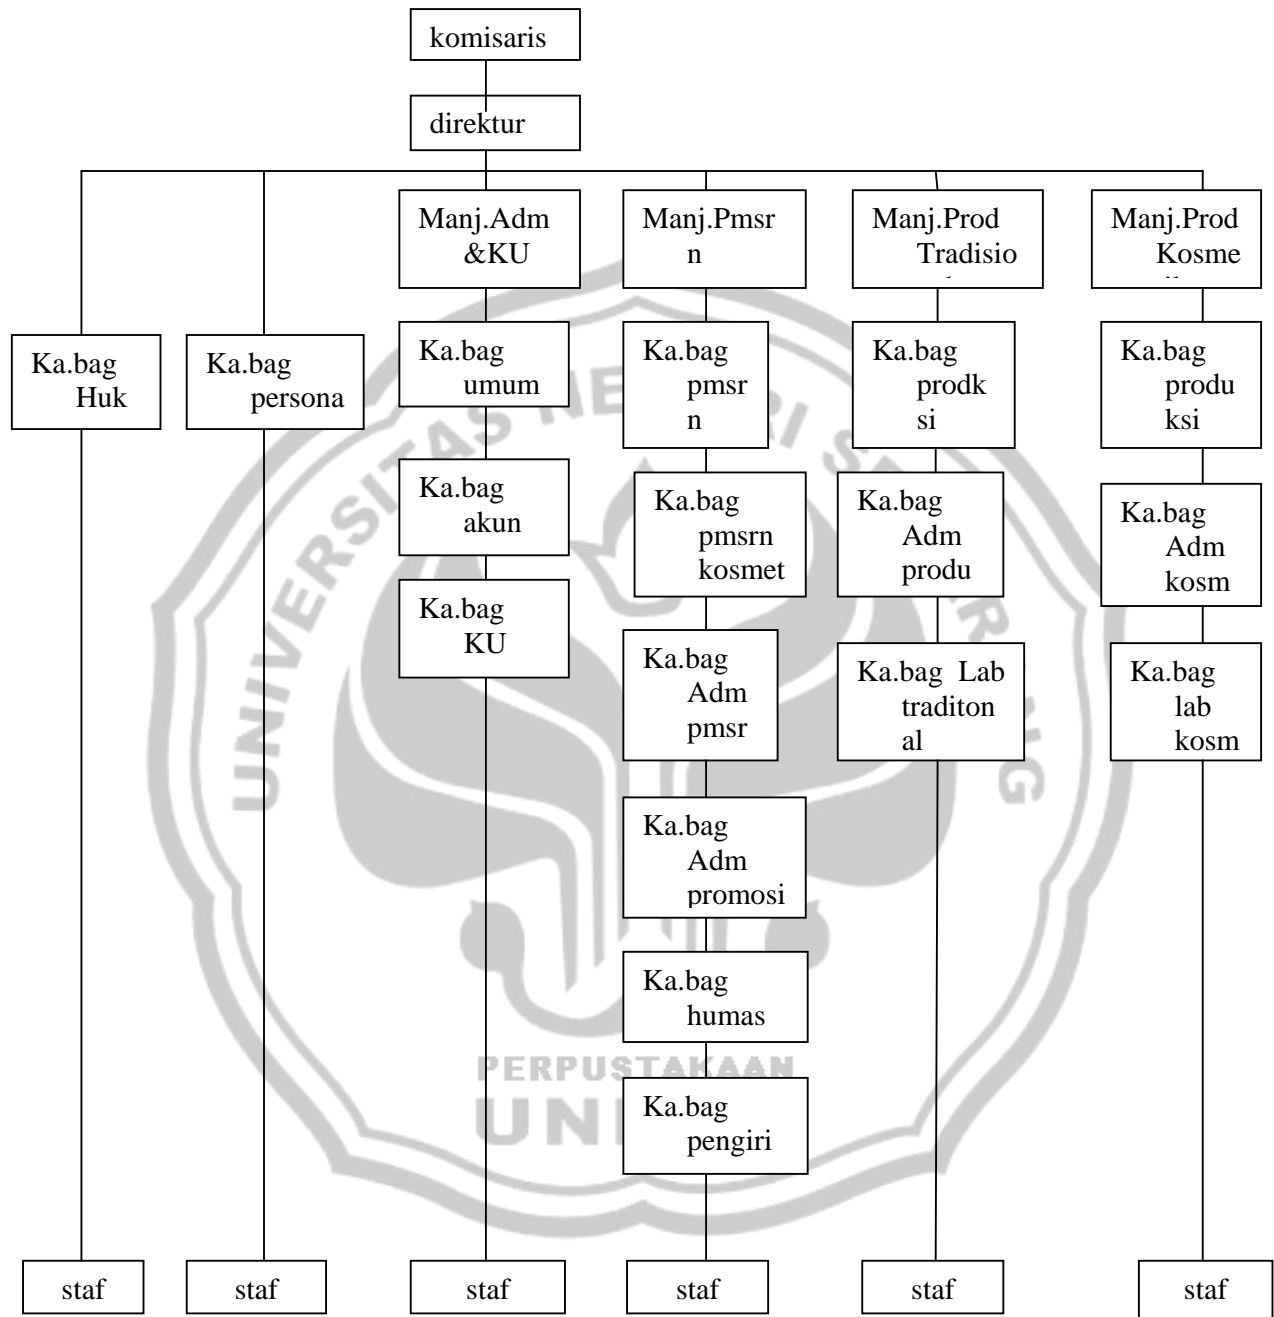 komisaris
direktur
Manj.Adm
&KU
Manj.Pmsr
n
Manj.Prod
Tradisio
Manj.Prod
Kosme
Ka.bag
Huk
Ka.bag
persona
Ka.bag
umum
Ka.bag
pmsr
n
Ka.bag
prodk
si
Ka.bag
produ
ksi
Ka.bag
akun
Ka.bag
pmsrn
kosmet
Ka.bag
Adm
produ
Ka.bag
Adm
kosm
Ka.bag
KU
Ka.bag
Adm
pmsr
Ka.bag Lab
traditon
al
Ka.bag
lab
kosm
Ka.bag
Adm
promosi
Ka.bag
humas
Ka.bag
pengiri
staf
staf
staf
staf
staf
staf
UNIVERSITAS
PERPUSTAKAAN